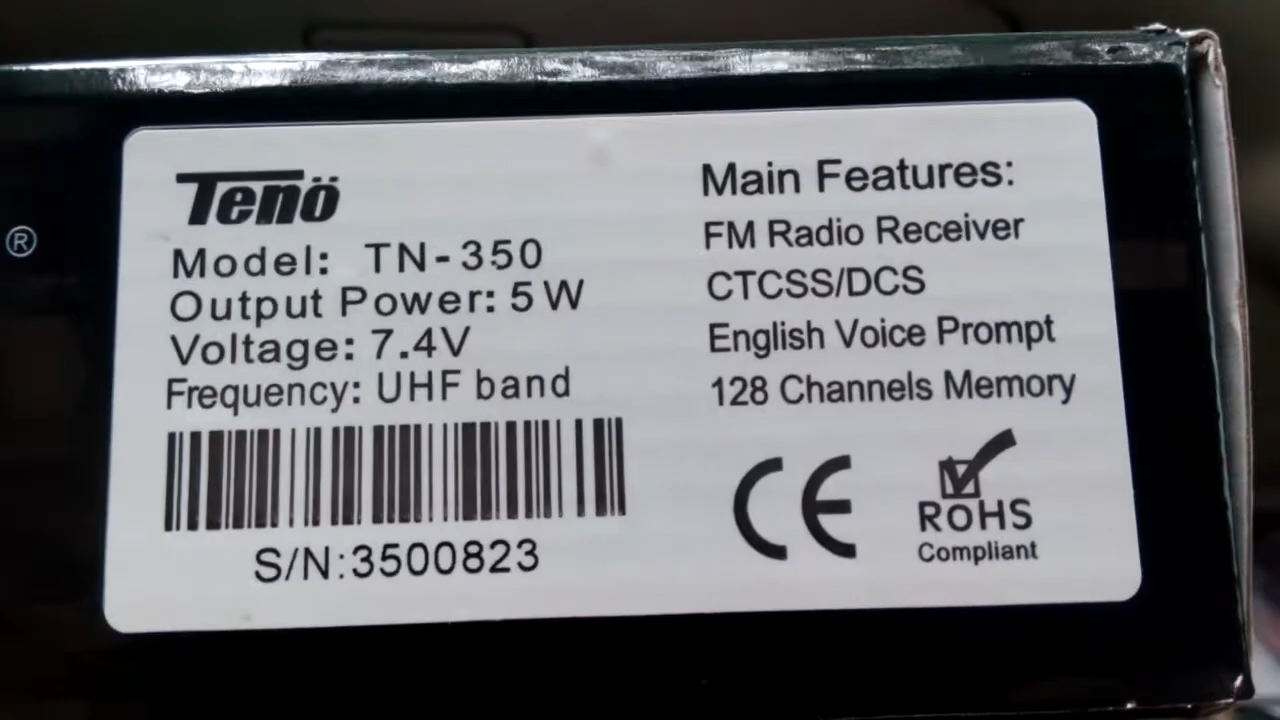 ®
Tenö
Model: TN-350
Output Power: 5W
Voltage: 7.4V
Frequency: UHF band
S/N:3500823
Main Features:
FM Radio Receiver
CTCSS/DCS
English Voice Prompt
128 Channels Memory
CE
ROHS
Compliant